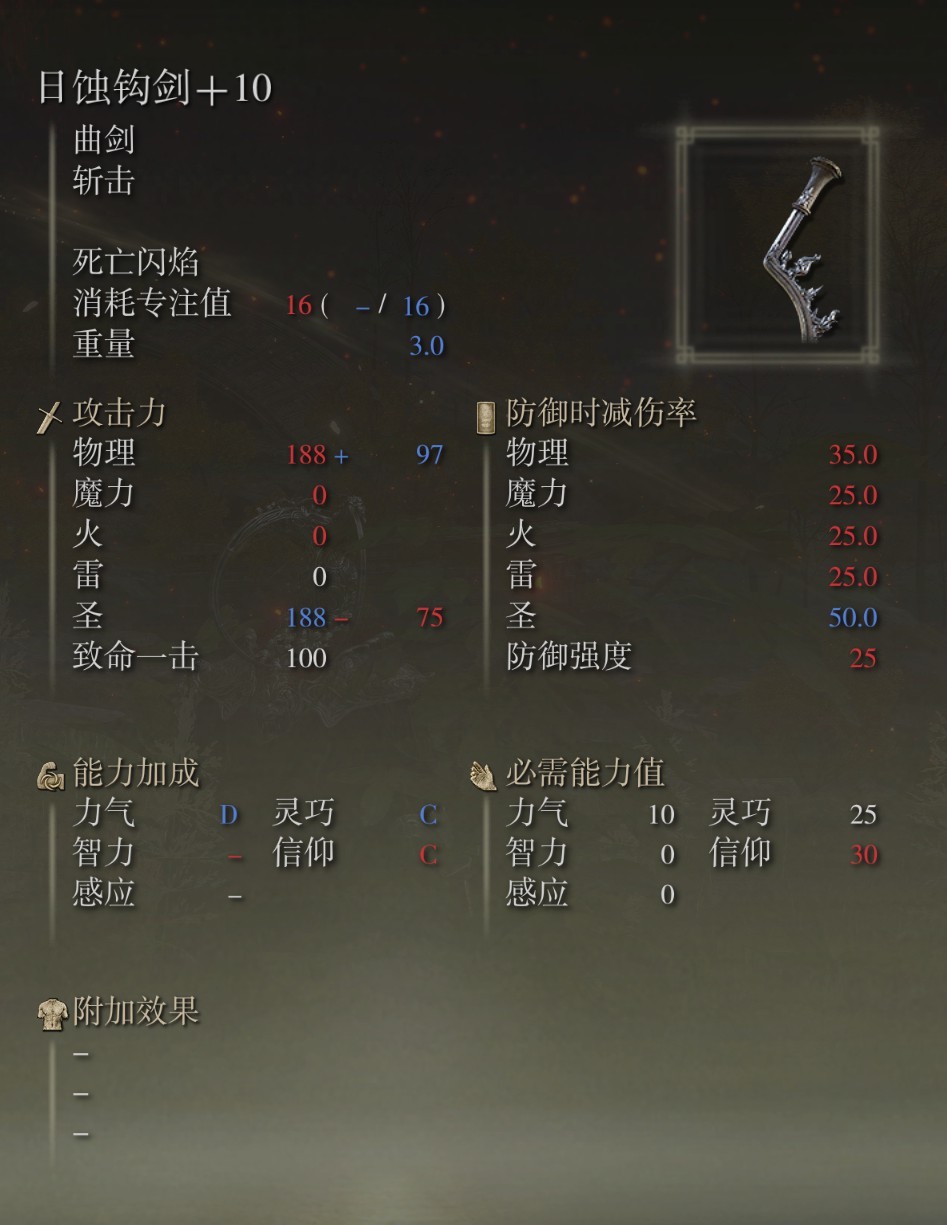 日蚀钩剑+10
曲剑
斩击
死亡闪焰
消耗专注值 16 ( – / 16 )
重量 3.0
攻击力
物理 188 + 97
魔力 0
火 0
雷 0
圣 188 – 75
致命一击 100
防御时减伤率
物理 35.0
魔力 25.0
火 25.0
雷 25.0
圣 50.0
防御强度 25
能力加成
力气 D 灵巧 C
智力 – 信仰 C
感应 –
必需能力值
力气 10 灵巧 25
智力 0 信仰 30
感应 0
附加效果
–
–
–